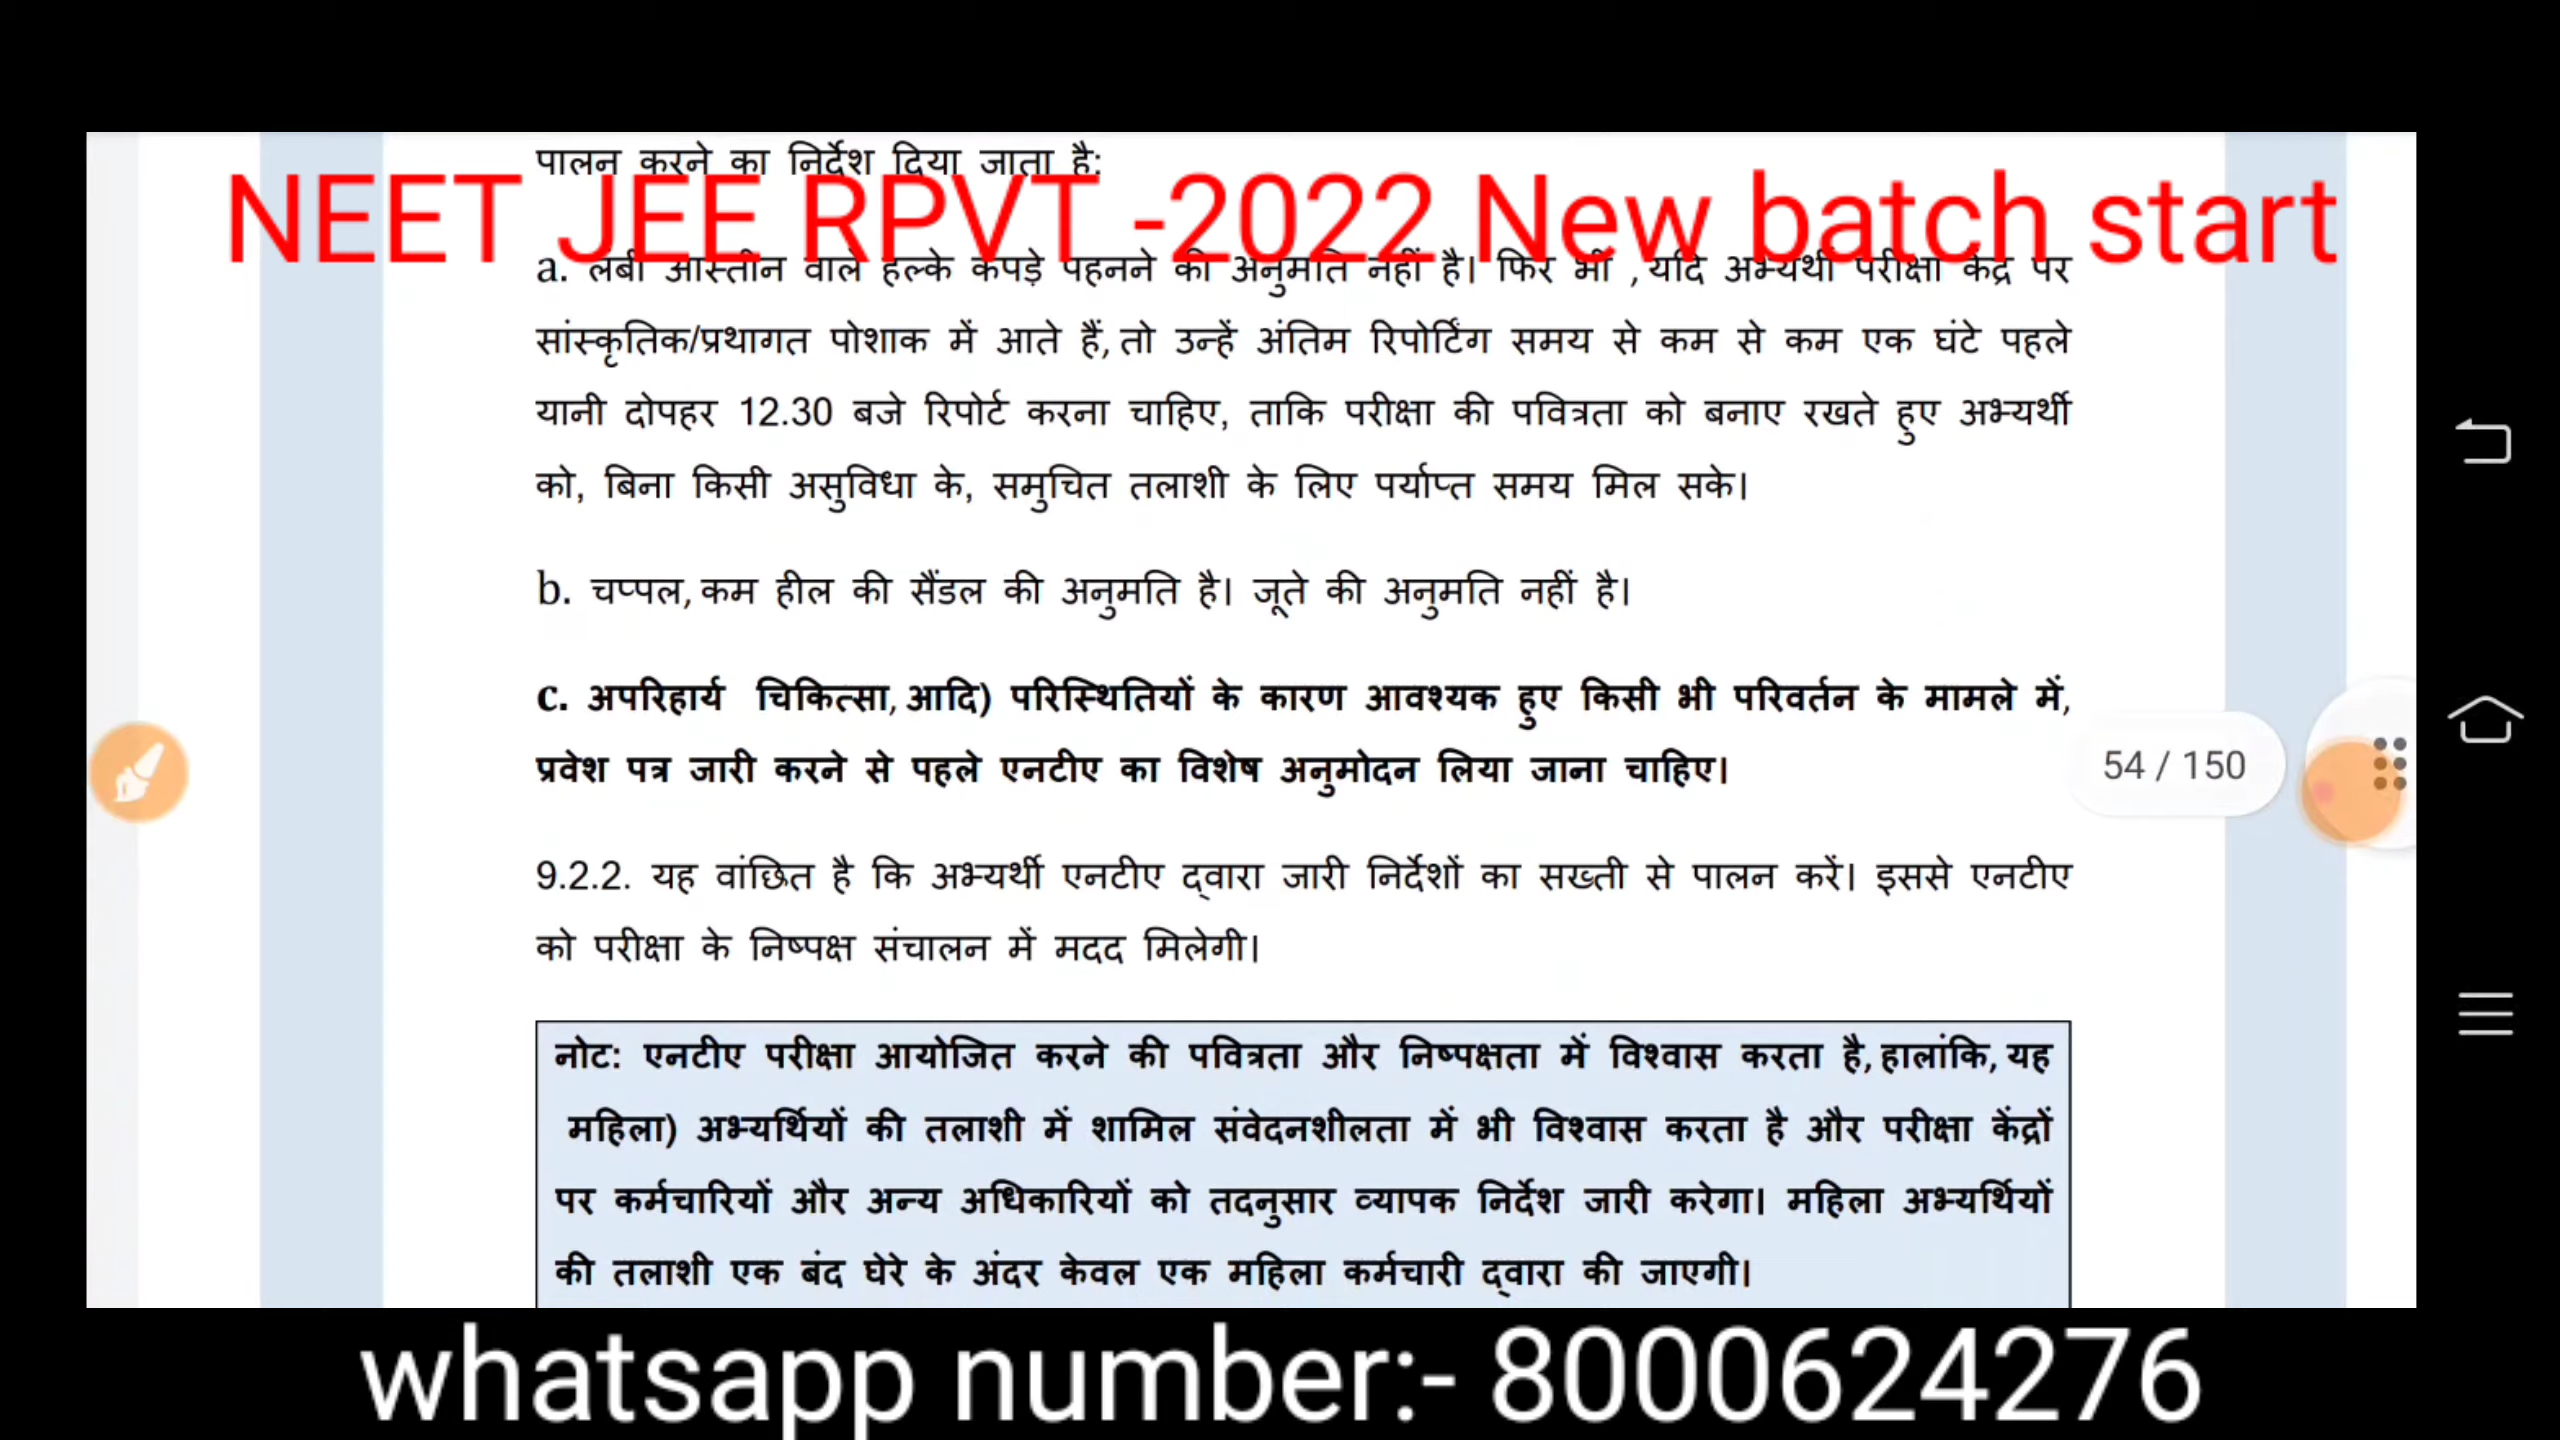 पालन करने का निर्देश दिया जाता है:
NEET JEE RPVT -2022 New batch start
a. लंबी आस्तीन वाले हल्के कपड़े पहनने की अनुमति नहीं है। फिर भी ,यदि अभ्यर्थी परीक्षा केंद्र पर
सांस्कृतिक/प्रथागत पोशाक में आते हैं, तो उन्हें अंतिम रिपोर्टिंग समय से कम से कम एक घंटे पहले
यानी दोपहर 12.30 बजे रिपोर्ट करना चाहिए, ताकि परीक्षा की पवित्रता को बनाए रखते हुए अभ्यर्थी
को, बिना किसी असुविधा के, समुचित तलाशी के लिए पर्याप्त समय मिल सके।
b. चप्पल, कम हील की सैंडल की अनुमति है। जूते की अनुमति नहीं है।
c. अपरिहार्य चिकित्सा, आदि) परिस्थितियों के कारण आवश्यक हुए किसी भी परिवर्तन के मामले में,
प्रवेश पत्र जारी करने से पहले एनटीए का विशेष अनुमोदन लिया जाना चाहिए।
54 / 150
9.2.2. यह वांछित है कि अभ्यर्थी एनटीए द्वारा जारी निर्देशों का सख्ती से पालन करें। इससे एनटीए
को परीक्षा के निष्पक्ष संचालन में मदद मिलेगी।
नोट: एनटीए परीक्षा आयोजित करने की पवित्रता और निष्पक्षता में विश्वास करता है, हालांकि, यह
महिला) अभ्यर्थियों की तलाशी में शामिल संवेदनशीलता में भी विश्वास करता है और परीक्षा केंद्रों
पर कर्मचारियों और अन्य अधिकारियों को तदनुसार व्यापक निर्देश जारी करेगा। महिला अभ्यर्थियों
की तलाशी एक बंद घेरे के अंदर केवल एक महिला कर्मचारी द्वारा की जाएगी।
whatsapp number:- 8000624276